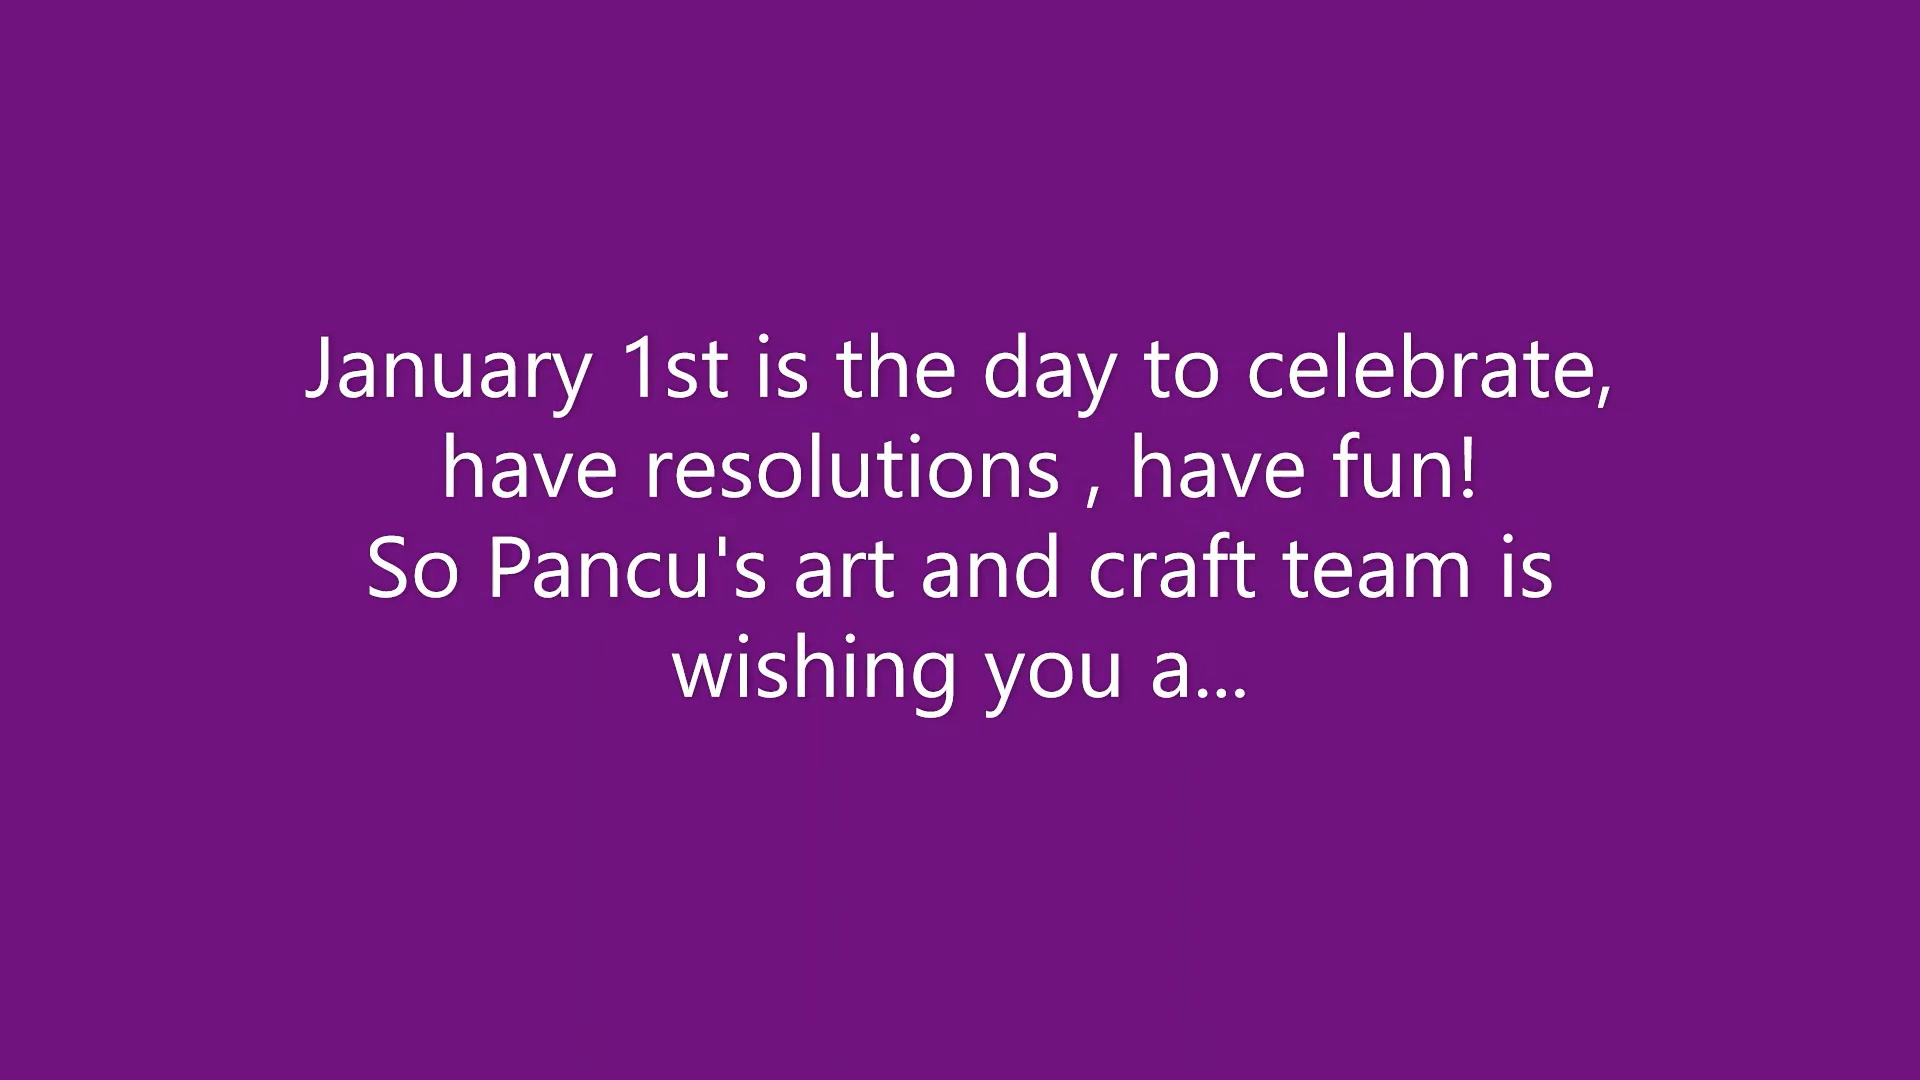 January 1st is the day to celebrate,
have resolutions , have fun!
So Pancu's art and craft team is
wishing you a...